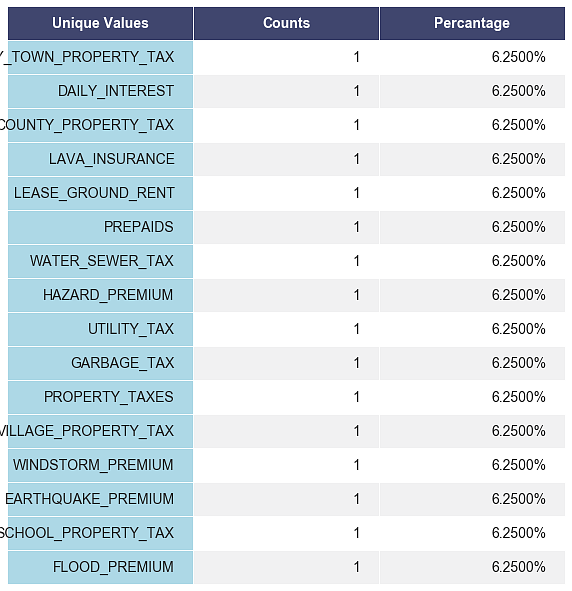 Unique Values Counts Percantage
_TOWN_PROPERTY_TAX 1 6.2500%
DAILY_INTEREST 1 6.2500%
COUNTY_PROPERTY_TAX 1 6.2500%
LAVA_INSURANCE 1 6.2500%
LEASE_GROUND_RENT 1 6.2500%
PREPAIDS 1 6.2500%
WATER_SEWER_TAX 1 6.2500%
HAZARD_PREMIUM 1 6.2500%
UTILITY_TAX 1 6.2500%
GARBAGE_TAX 1 6.2500%
PROPERTY_TAXES 1 6.2500%
VILLAGE_PROPERTY_TAX 1 6.2500%
WINDSTORM_PREMIUM 1 6.2500%
EARTHQUAKE_PREMIUM 1 6.2500%
SCHOOL_PROPERTY_TAX 1 6.2500%
FLOOD_PREMIUM 1 6.2500%